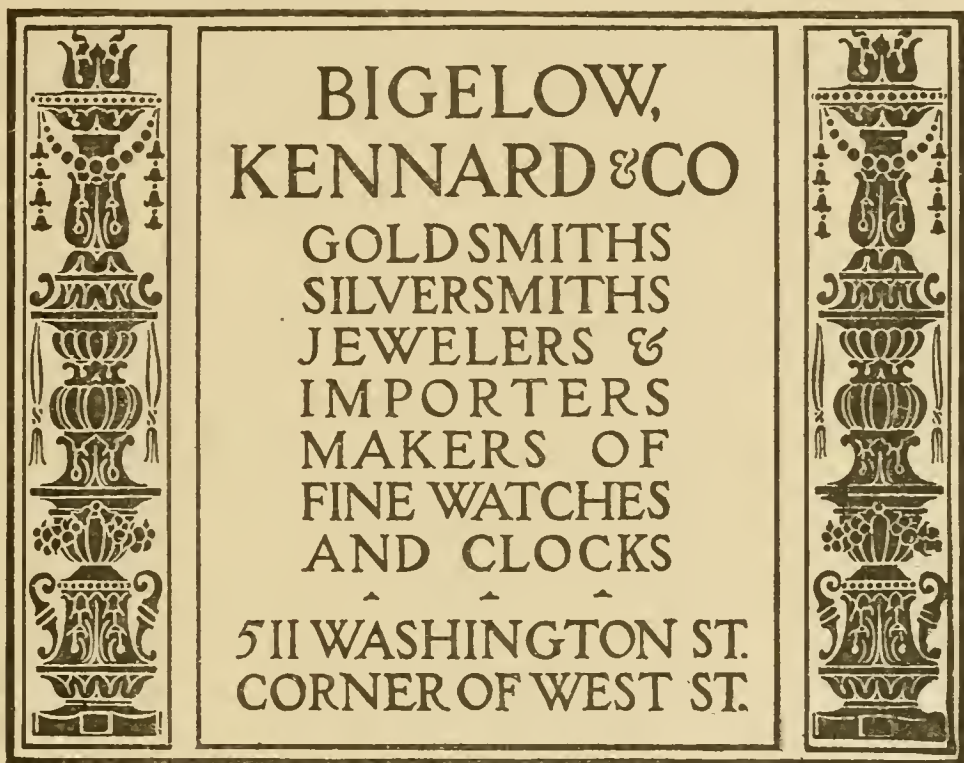 BIGELOW,
KENNARD & CO
GOLDSMITHS
SILVERSMITHS
JEWELERS &
IMPORTERS
MAKERS OF
FINE WATCHES
AND CLOCKS
511 WASHINGTON ST.
CORNER OF WEST ST.